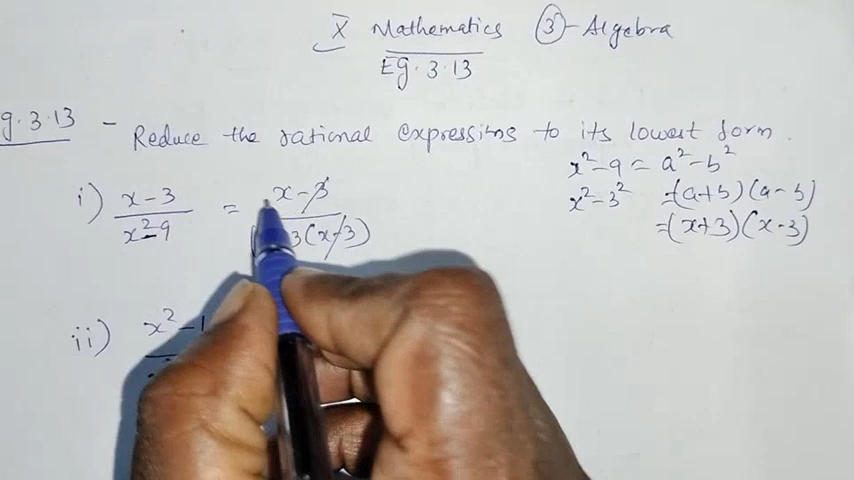 X Mathematics ③-Algebra
Eg. 3.13
g. 3.13 - Reduce the rational expressions to its lowest form.
x²-9 = a²-b²
x²-3² =(a+b)(a-b)
=(x+3)(x-3)
i) x-3 / x²-9 = x-3 / 3(x-3)
ii) x²-1